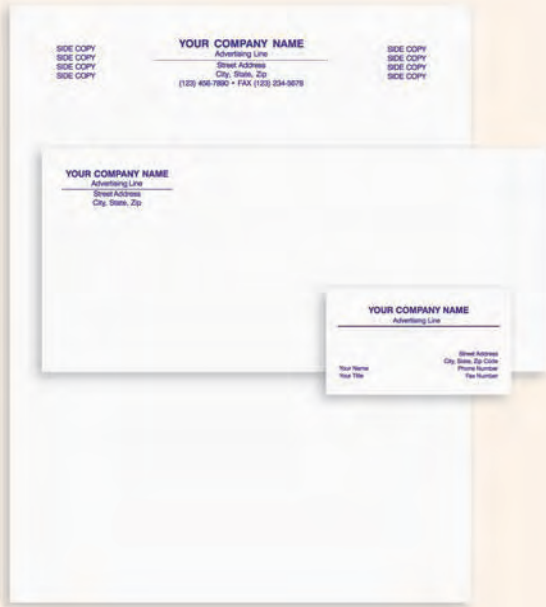 SIDE COPY
SIDE COPY
SIDE COPY
SIDE COPY
YOUR COMPANY NAME
Advertising Line
Street Address
City, State, Zip
(123) 456-7890 • FAX (123) 234-5678
SIDE COPY
SIDE COPY
SIDE COPY
SIDE COPY
YOUR COMPANY NAME
Advertising Line
Street Address
City, State, Zip
YOUR COMPANY NAME
Advertising Line
Street Address
City, State, Zip Code
Your Name Phone Number
Your Title Fax Number